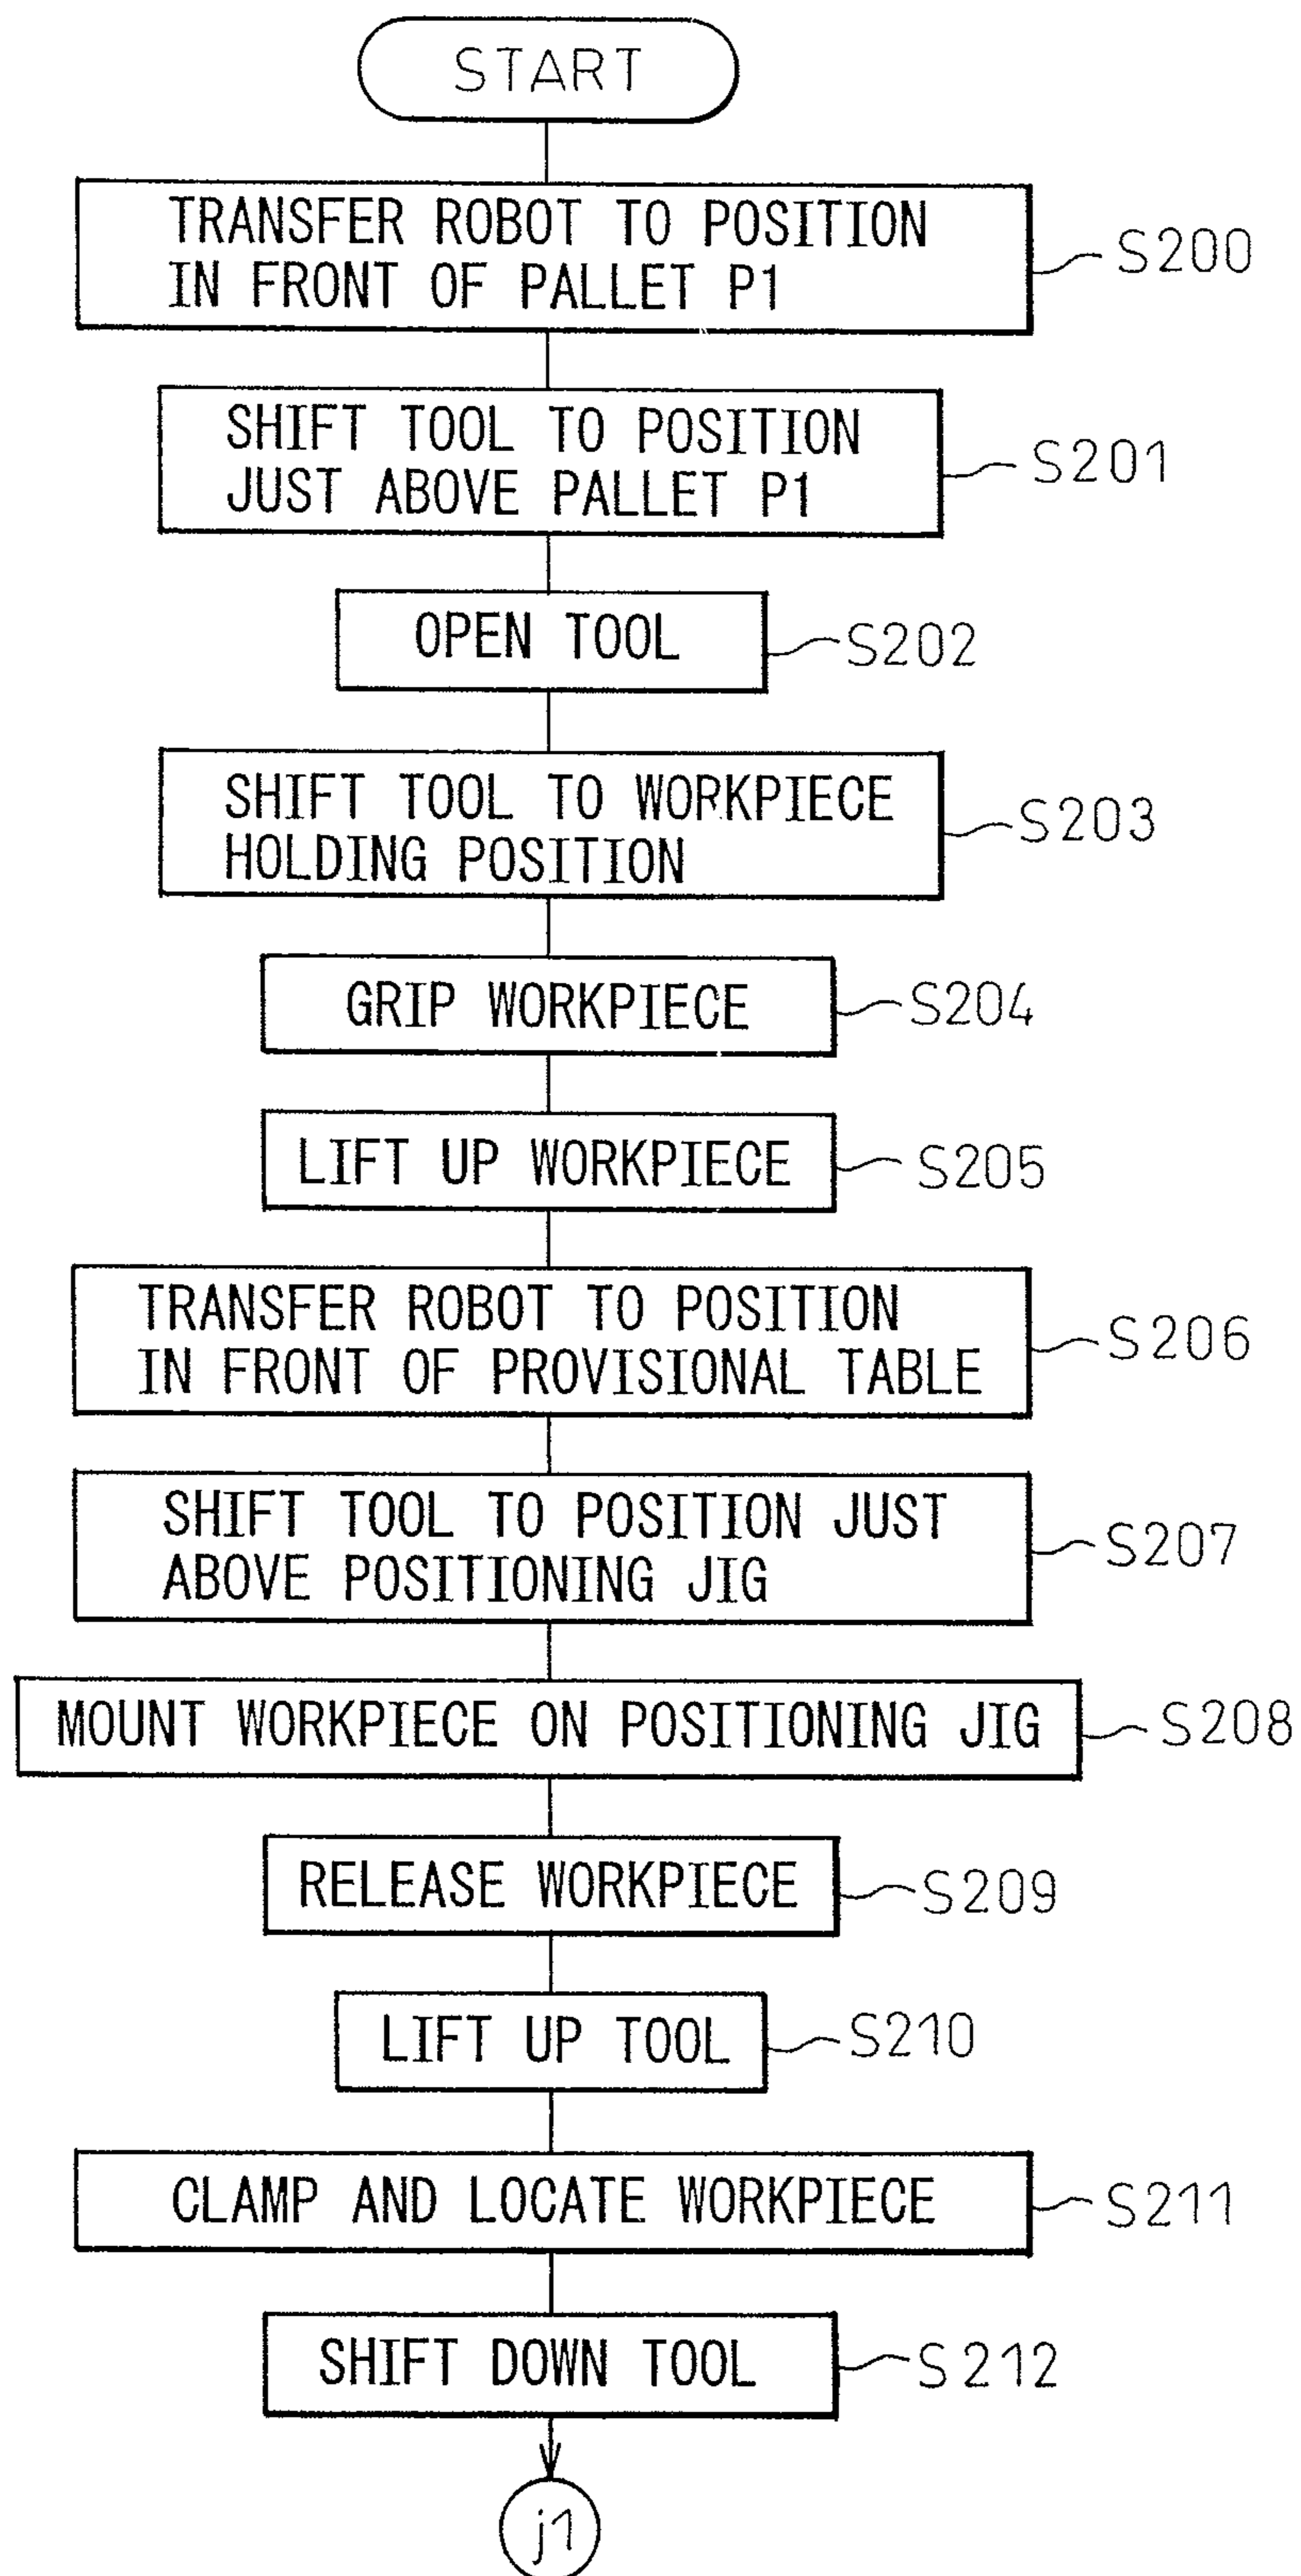 START
TRANSFER ROBOT TO POSITION
IN FRONT OF PALLET P1
S200
SHIFT TOOL TO POSITION
JUST ABOVE PALLET P1
S201
OPEN TOOL
S202
SHIFT TOOL TO WORKPIECE
HOLDING POSITION
S203
GRIP WORKPIECE
S204
LIFT UP WORKPIECE
S205
TRANSFER ROBOT TO POSITION
IN FRONT OF PROVISIONAL TABLE
S206
SHIFT TOOL TO POSITION JUST
ABOVE POSITIONING JIG
S207
MOUNT WORKPIECE ON POSITIONING JIG
S208
RELEASE WORKPIECE
S209
LIFT UP TOOL
S210
CLAMP AND LOCATE WORKPIECE
S211
SHIFT DOWN TOOL
S212
j1